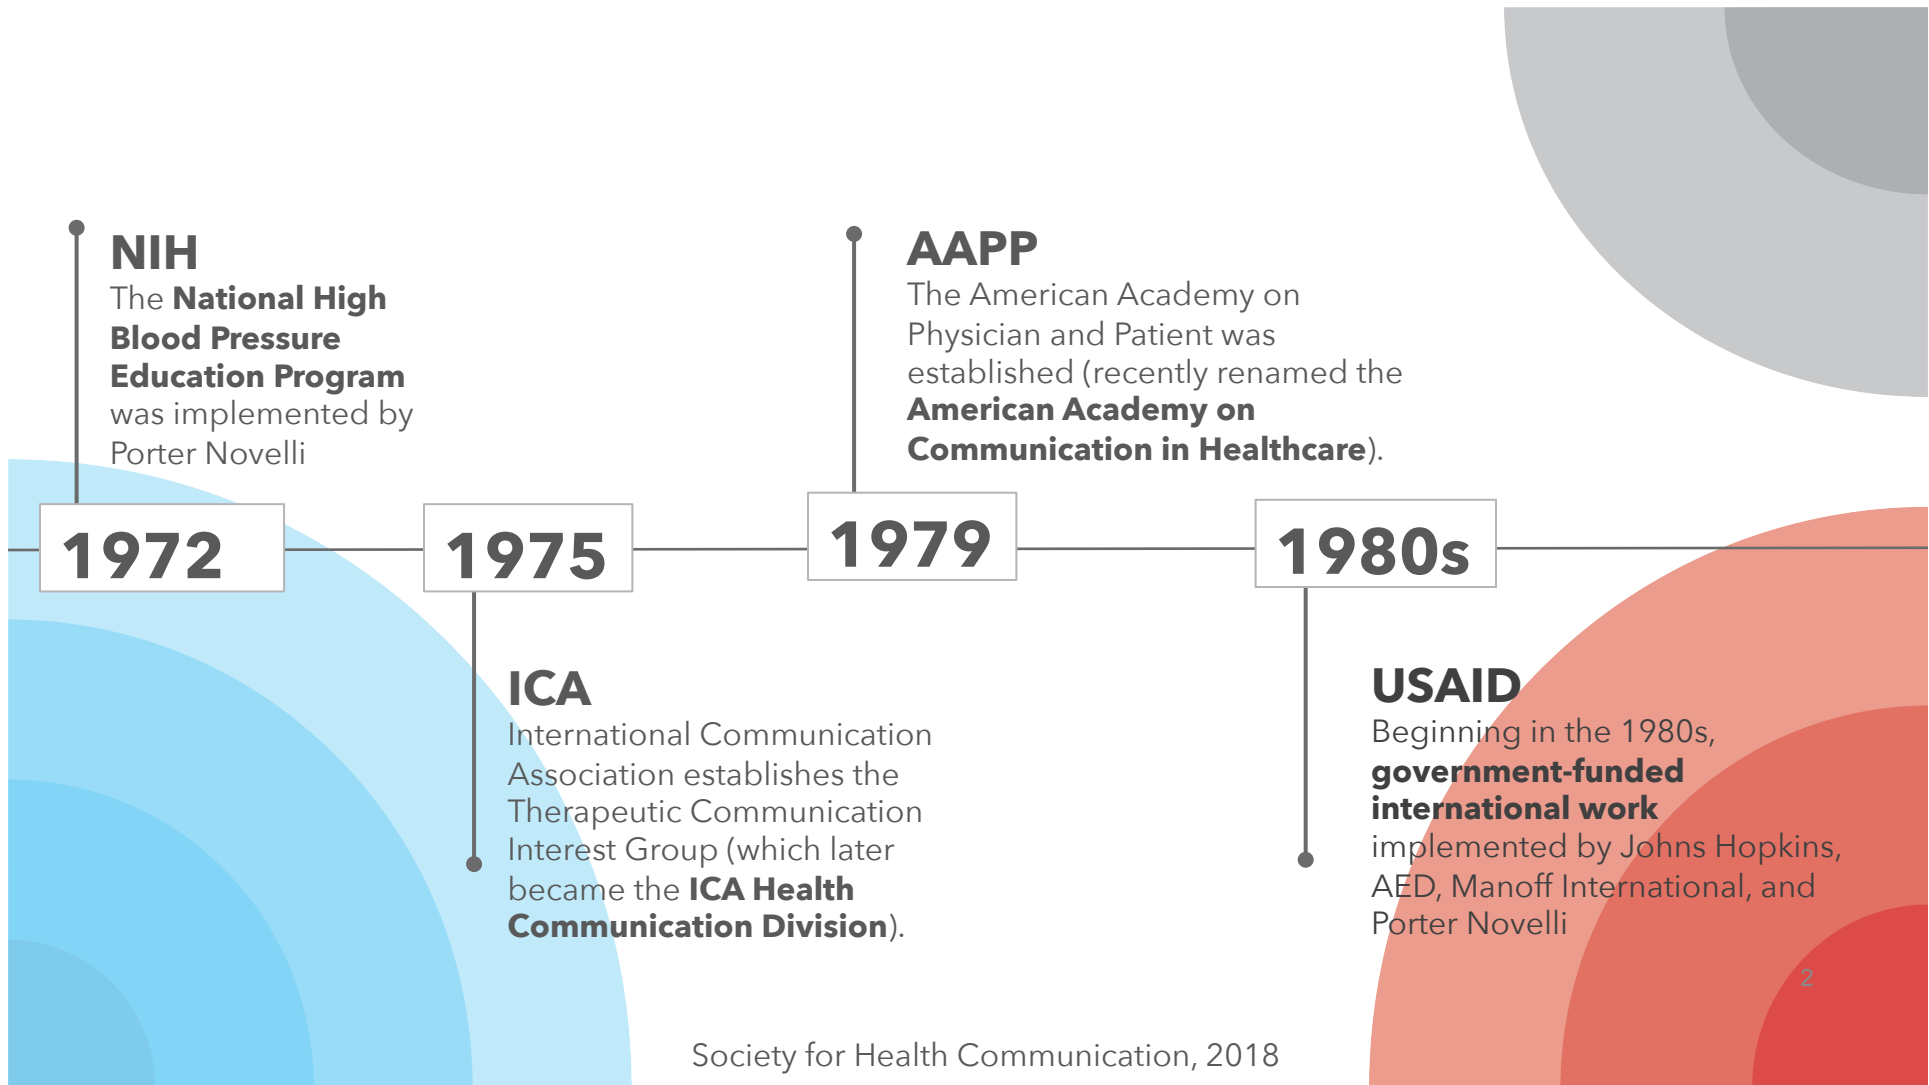 NIH
The National High
Blood Pressure
Education Program
was implemented by
Porter Novelli
AAPP
The American Academy on
Physician and Patient was
established (recently renamed the
American Academy on
Communication in Healthcare).
1972
1975
1979
1980s
ICA
International Communication
Association establishes the
Therapeutic Communication
Interest Group (which later
became the ICA Health
Communication Division).
USAID
Beginning in the 1980s,
government-funded
international work
implemented by Johns Hopkins,
AED, Manoff International, and
Porter Novelli
2
Society for Health Communication, 2018